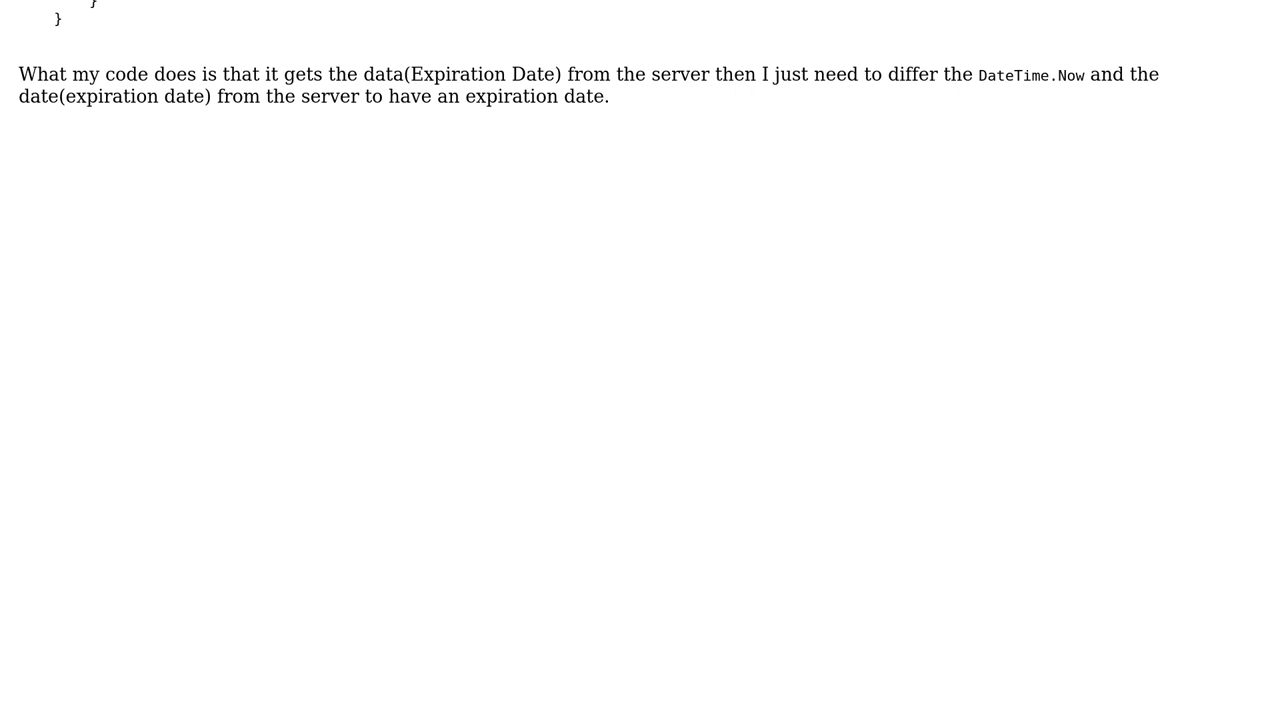 }
}
What my code does is that it gets the data(Expiration Date) from the server then I just need to differ the DateTime.Now and the
date(expiration date) from the server to have an expiration date.